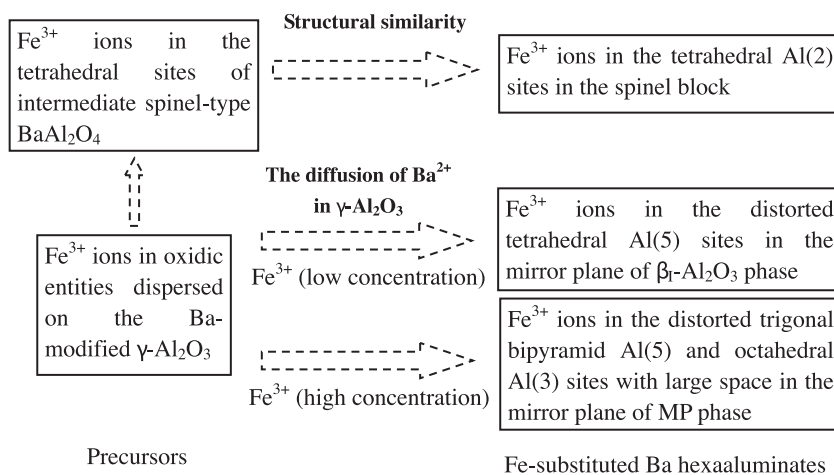 Structural similarity
Fe³⁺ ions in the
tetrahedral sites of
intermediate spinel-type
BaAl₂O₄
Fe³⁺ ions in the tetrahedral Al(2)
sites in the spinel block
The diffusion of Ba²⁺
in γ-Al₂O₃
Fe³⁺ ions in oxidic
entities dispersed
on the Ba-
modified γ-Al₂O₃
Fe³⁺ (low concentration)
Fe³⁺ ions in the distorted
tetrahedral Al(5) sites in the
mirror plane of β_I-Al₂O₃ phase
Fe³⁺ (high concentration)
Fe³⁺ ions in the distorted trigonal
bipyramid Al(5) and octahedral
Al(3) sites with large space in the
mirror plane of MP phase
Precursors
Fe-substituted Ba hexaaluminates